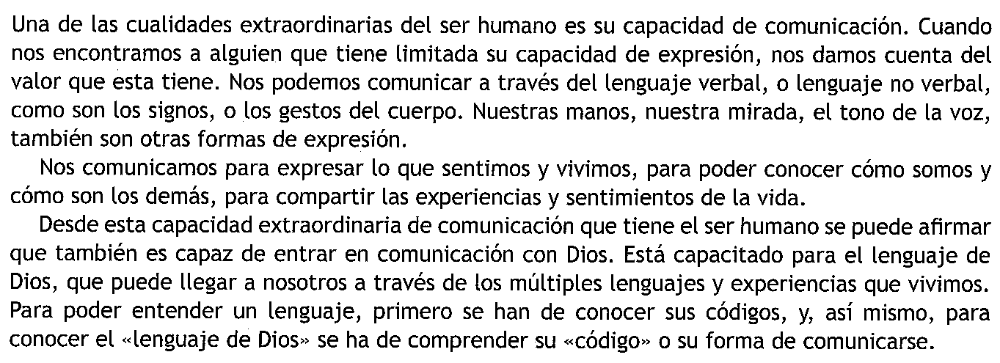 Una de las cualidades extraordinarias del ser humano es su capacidad de comunicación. Cuando
nos encontramos a alguien que tiene limitada su capacidad de expresión, nos damos cuenta del
valor que esta tiene. Nos podemos comunicar a través del lenguaje verbal, o lenguaje no verbal,
como son los signos, o los gestos del cuerpo. Nuestras manos, nuestra mirada, el tono de la voz,
también son otras formas de expresión.
Nos comunicamos para expresar lo que sentimos y vivimos, para poder conocer cómo somos y
cómo son los demás, para compartir las experiencias y sentimientos de la vida.
Desde esta capacidad extraordinaria de comunicación que tiene el ser humano se puede afirmar
que también es capaz de entrar en comunicación con Dios. Está capacitado para el lenguaje de
Dios, que puede llegar a nosotros a través de los múltiples lenguajes y experiencias que vivimos.
Para poder entender un lenguaje, primero se han de conocer sus códigos, y, así mismo, para
conocer el «lenguaje de Dios» se ha de comprender su «código» o su forma de comunicarse.